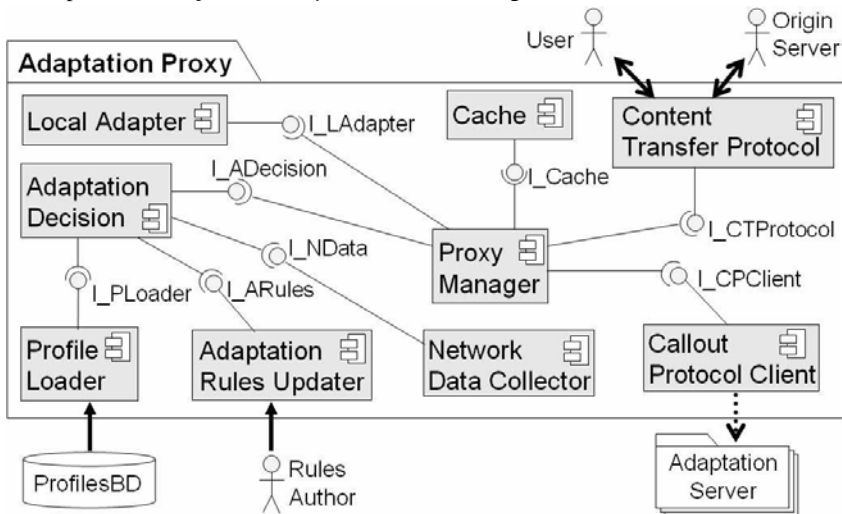 User
Origin
Server
Adaptation Proxy
Local Adapter
I_LAdapter
Cache
Content
Transfer Protocol
I_ADecision
I_Cache
Adaptation
Decision
I_NData
I_CTProtocol
Proxy
Manager
I_PLoader
I_ARules
I_CPClient
Profile
Loader
Adaptation
Rules Updater
Network
Data Collector
Callout
Protocol Client
ProfilesBD
Rules
Author
Adaptation
Server